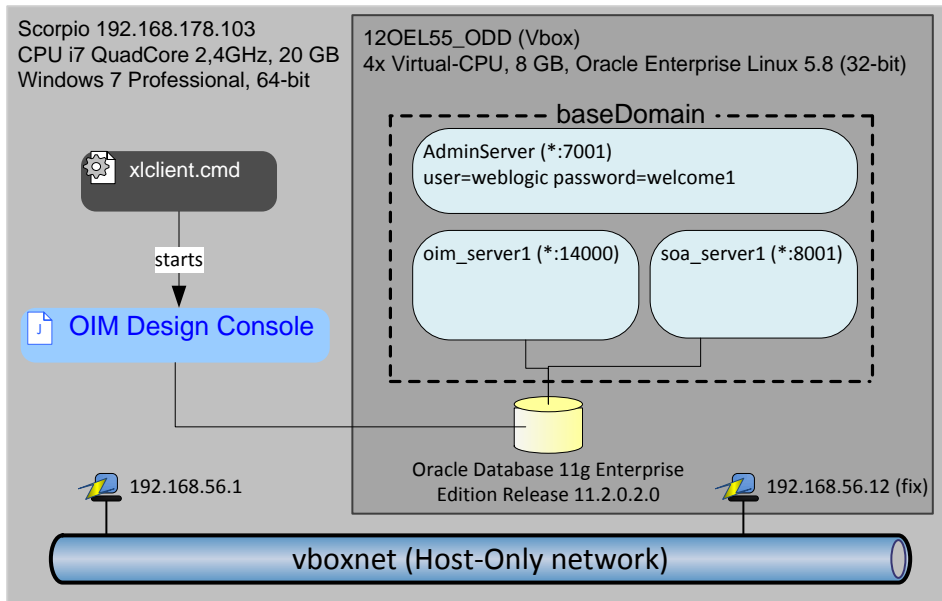 Scorpio 192.168.178.103
CPU i7 QuadCore 2,4GHz, 20 GB
Windows 7 Professional, 64-bit
12OEL55_ODD (Vbox)
4x Virtual-CPU, 8 GB, Oracle Enterprise Linux 5.8 (32-bit)
baseDomain
AdminServer (*:7001)
user=weblogic password=welcome1
xlclient.cmd
starts
oim_server1 (*:14000)
soa_server1 (*:8001)
J
OIM Design Console
Oracle Database 11g Enterprise
Edition Release 11.2.0.2.0
192.168.56.1
192.168.56.12 (fix)
vboxnet (Host-Only network)